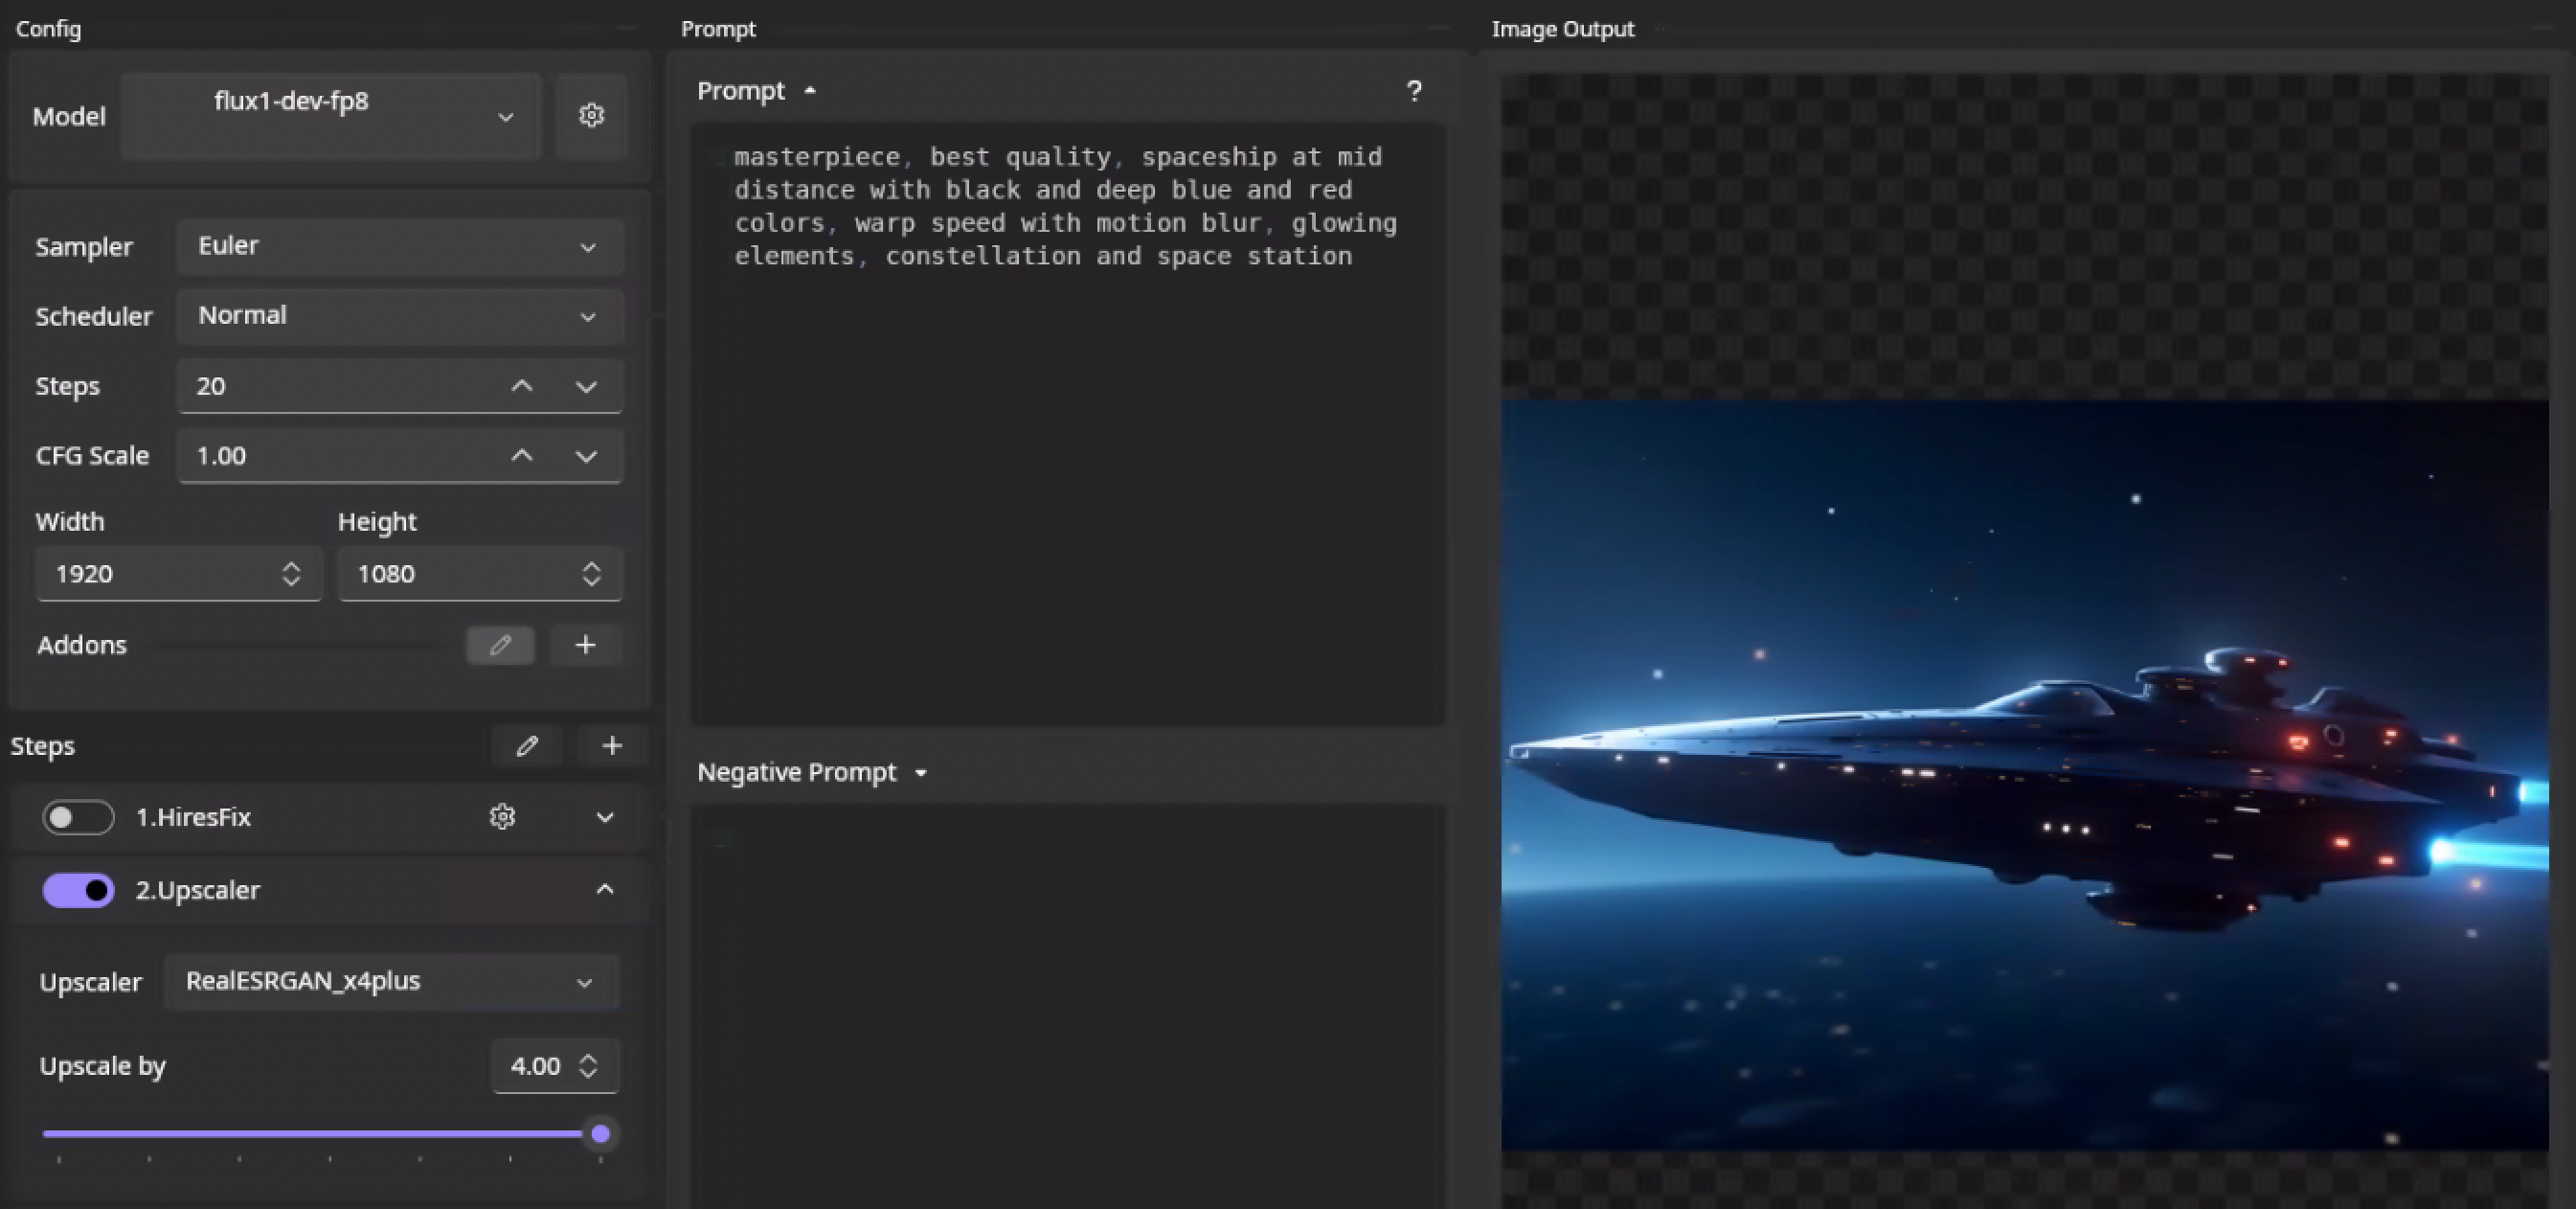 Config
Model
flux1-dev-fp8
Sampler
Euler
Scheduler
Normal
Steps
20
CFG Scale
1.00
Width
Height
1920
1080
Addons
Steps
1.HiresFix
2.Upscaler
Upscaler
RealESRGAN_x4plus
Upscale by
4.00
Prompt
Prompt
?
masterpiece, best quality, spaceship at mid
distance with black and deep blue and red
colors, warp speed with motion blur, glowing
elements, constellation and space station
Negative Prompt
Image Output